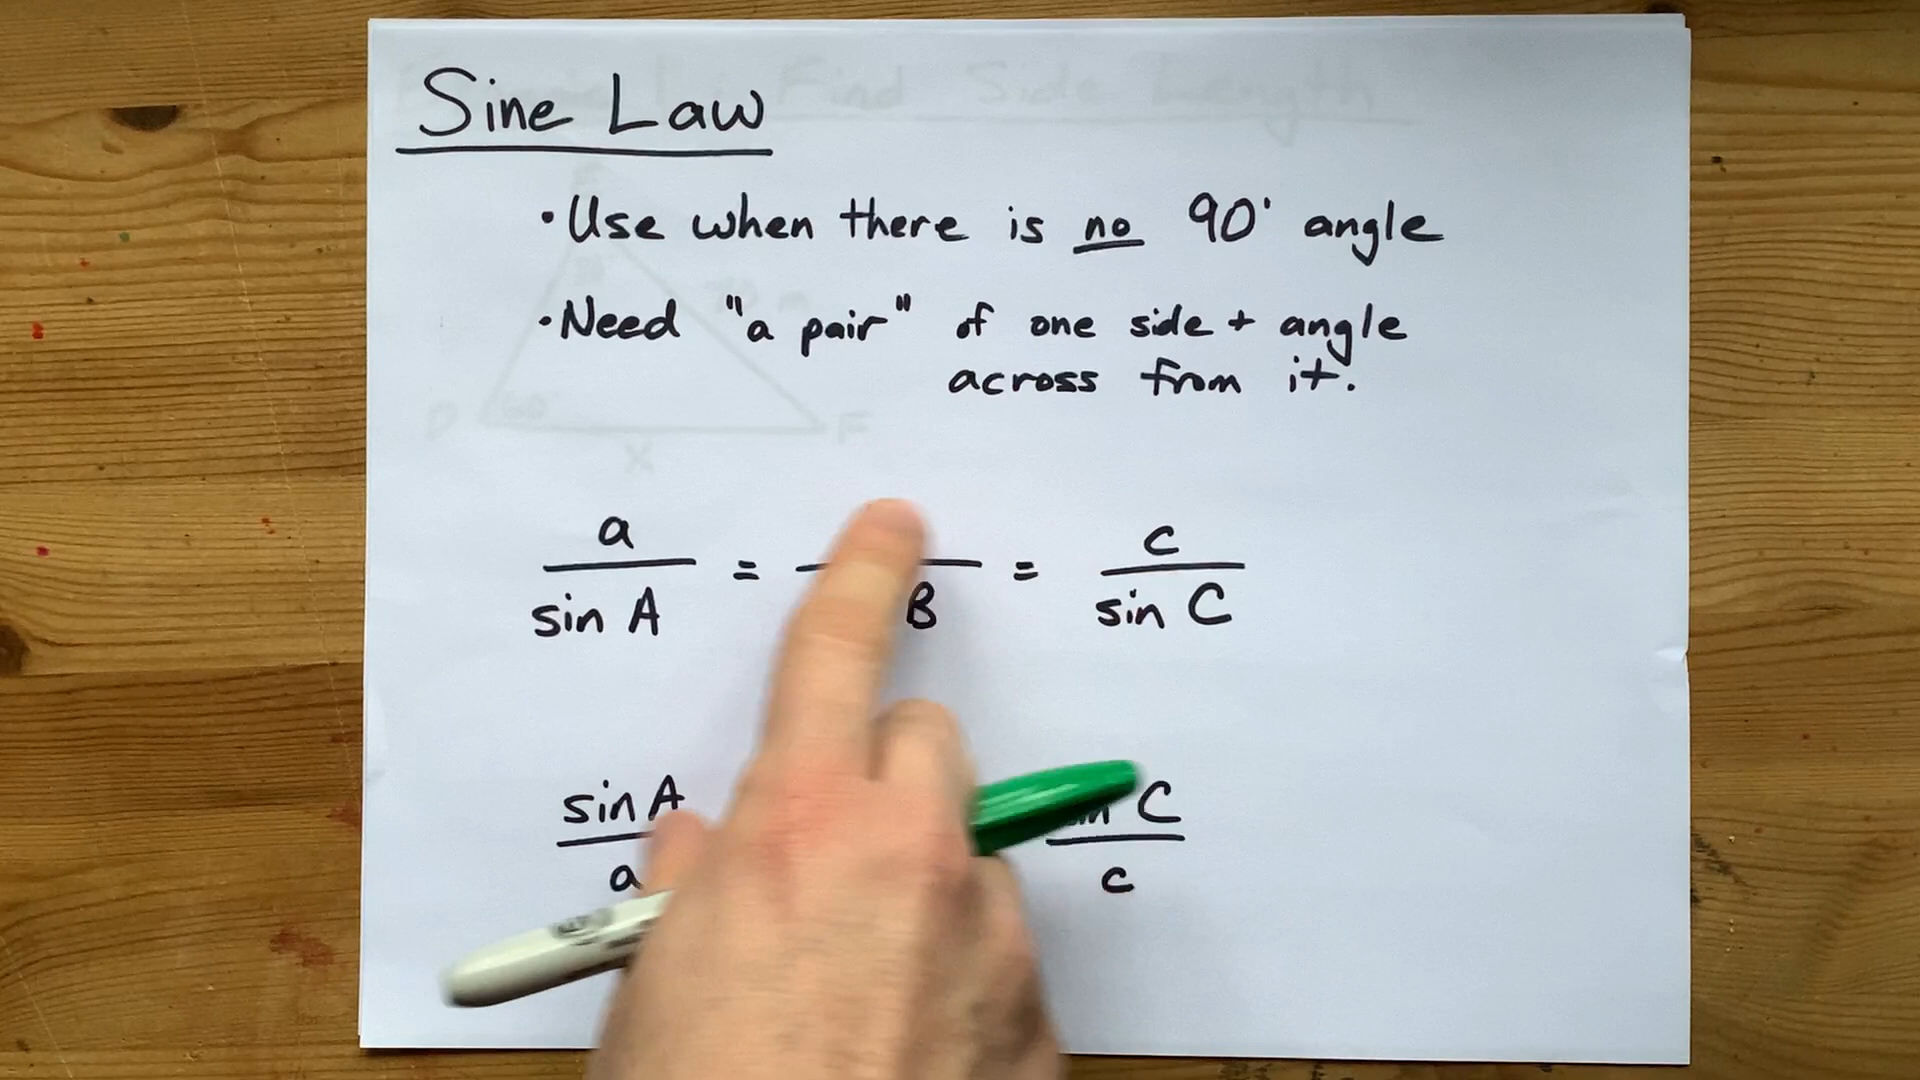 Sine Law
• Use when there is no 90° angle
• Need "a pair" of one side + angle
across from it.
a = = c
sin A B sin C
sin A C
a c